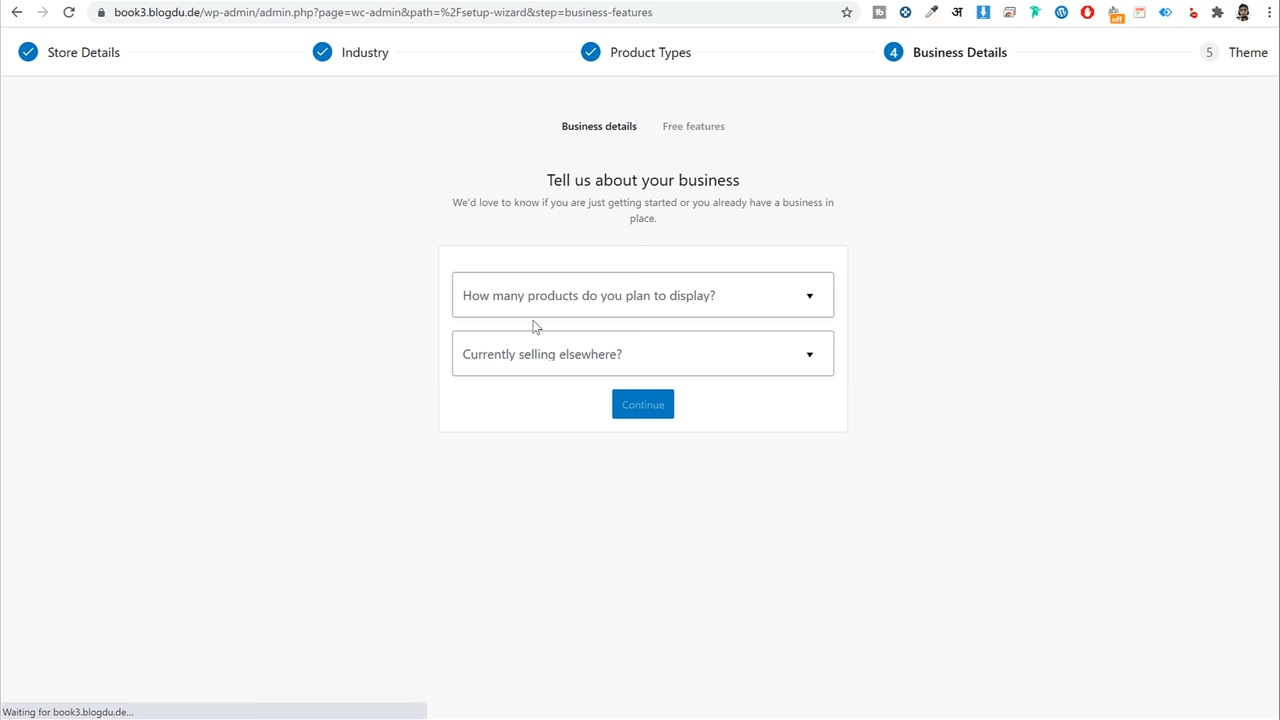 book3.blogdu.de/wp-admin/admin.php?page=wc-admin&path=%2Fsetup-wizard&step=business-features
off
Store Details
Industry
Product Types
4 Business Details
5 Theme
Business details
Free features
Tell us about your business
We'd love to know if you are just getting started or you already have a business in
place.
How many products do you plan to display?
Currently selling elsewhere?
Continue
Waiting for book3.blogdu.de...